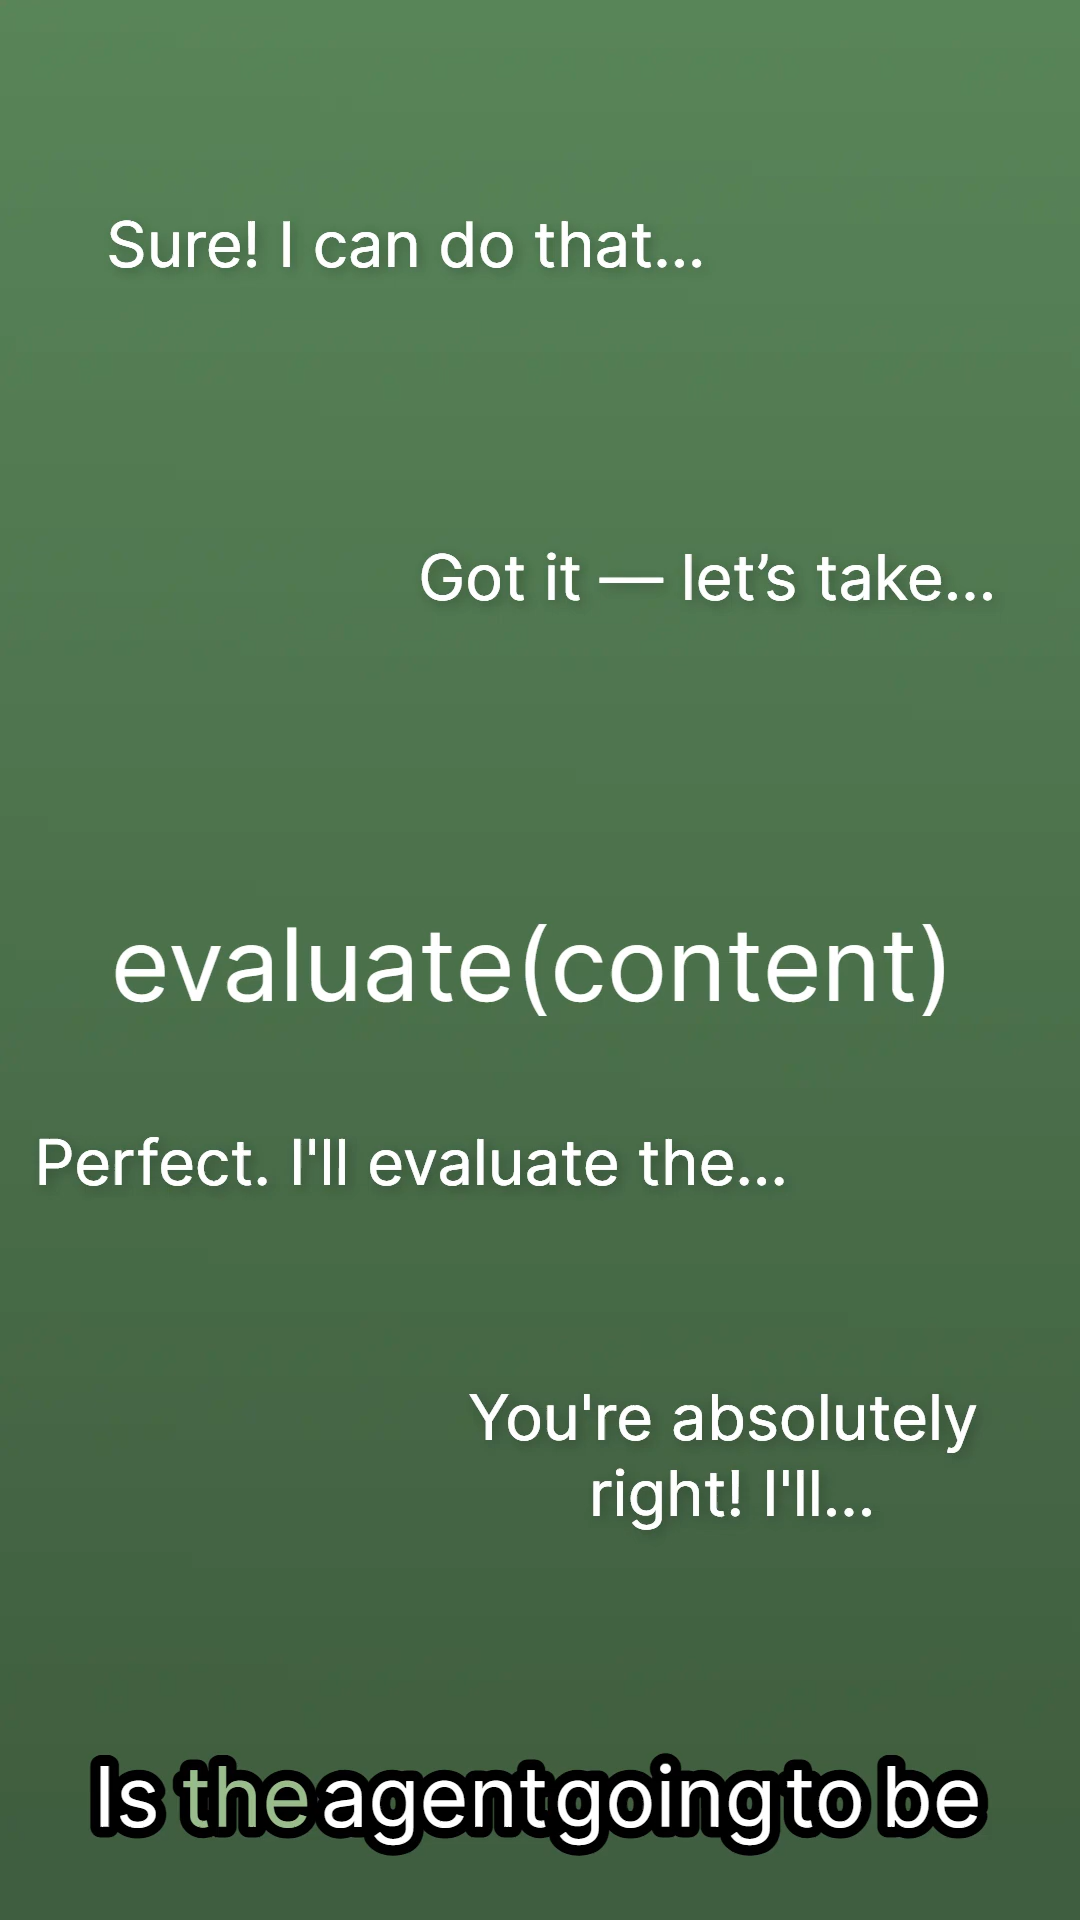 Sure! I can do that...
Got it — let’s take...
evaluate(content)
Perfect. I'll evaluate the...
You're absolutely
right! I'll...
Is the agent going to be